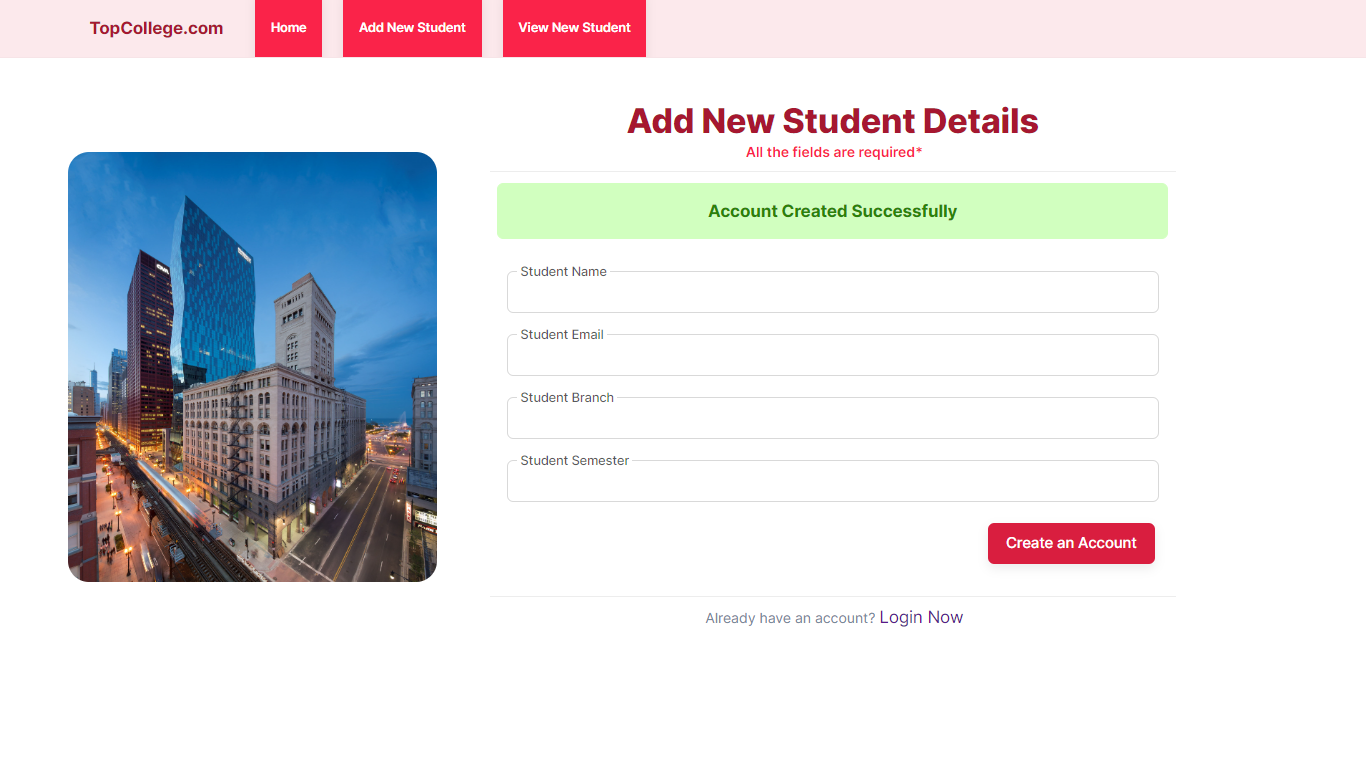 TopCollege.com Home Add New Student View New Student
Add New Student Details
All the fields are required*
Account Created Successfully
Student Name
Student Email
Student Branch
Student Semester
Create an Account
Already have an account? Login Now